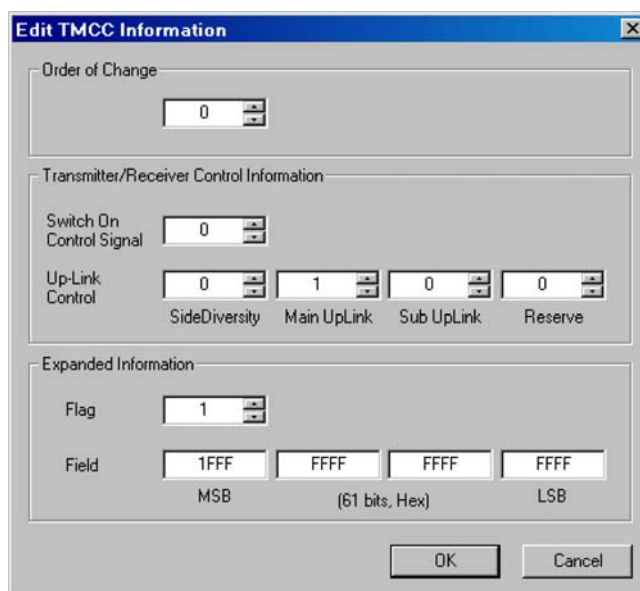 Edit TMCC Information
Order of Change
0
Transmitter/Receiver Control Information
Switch On
Control Signal
0
Up-Link
Control
0 1 0 0
SideDiversity Main UpLink Sub UpLink Reserve
Expanded Information
Flag 1
Field 1FFF FFFF FFFF FFFF
MSB (61 bits, Hex) LSB
OK Cancel